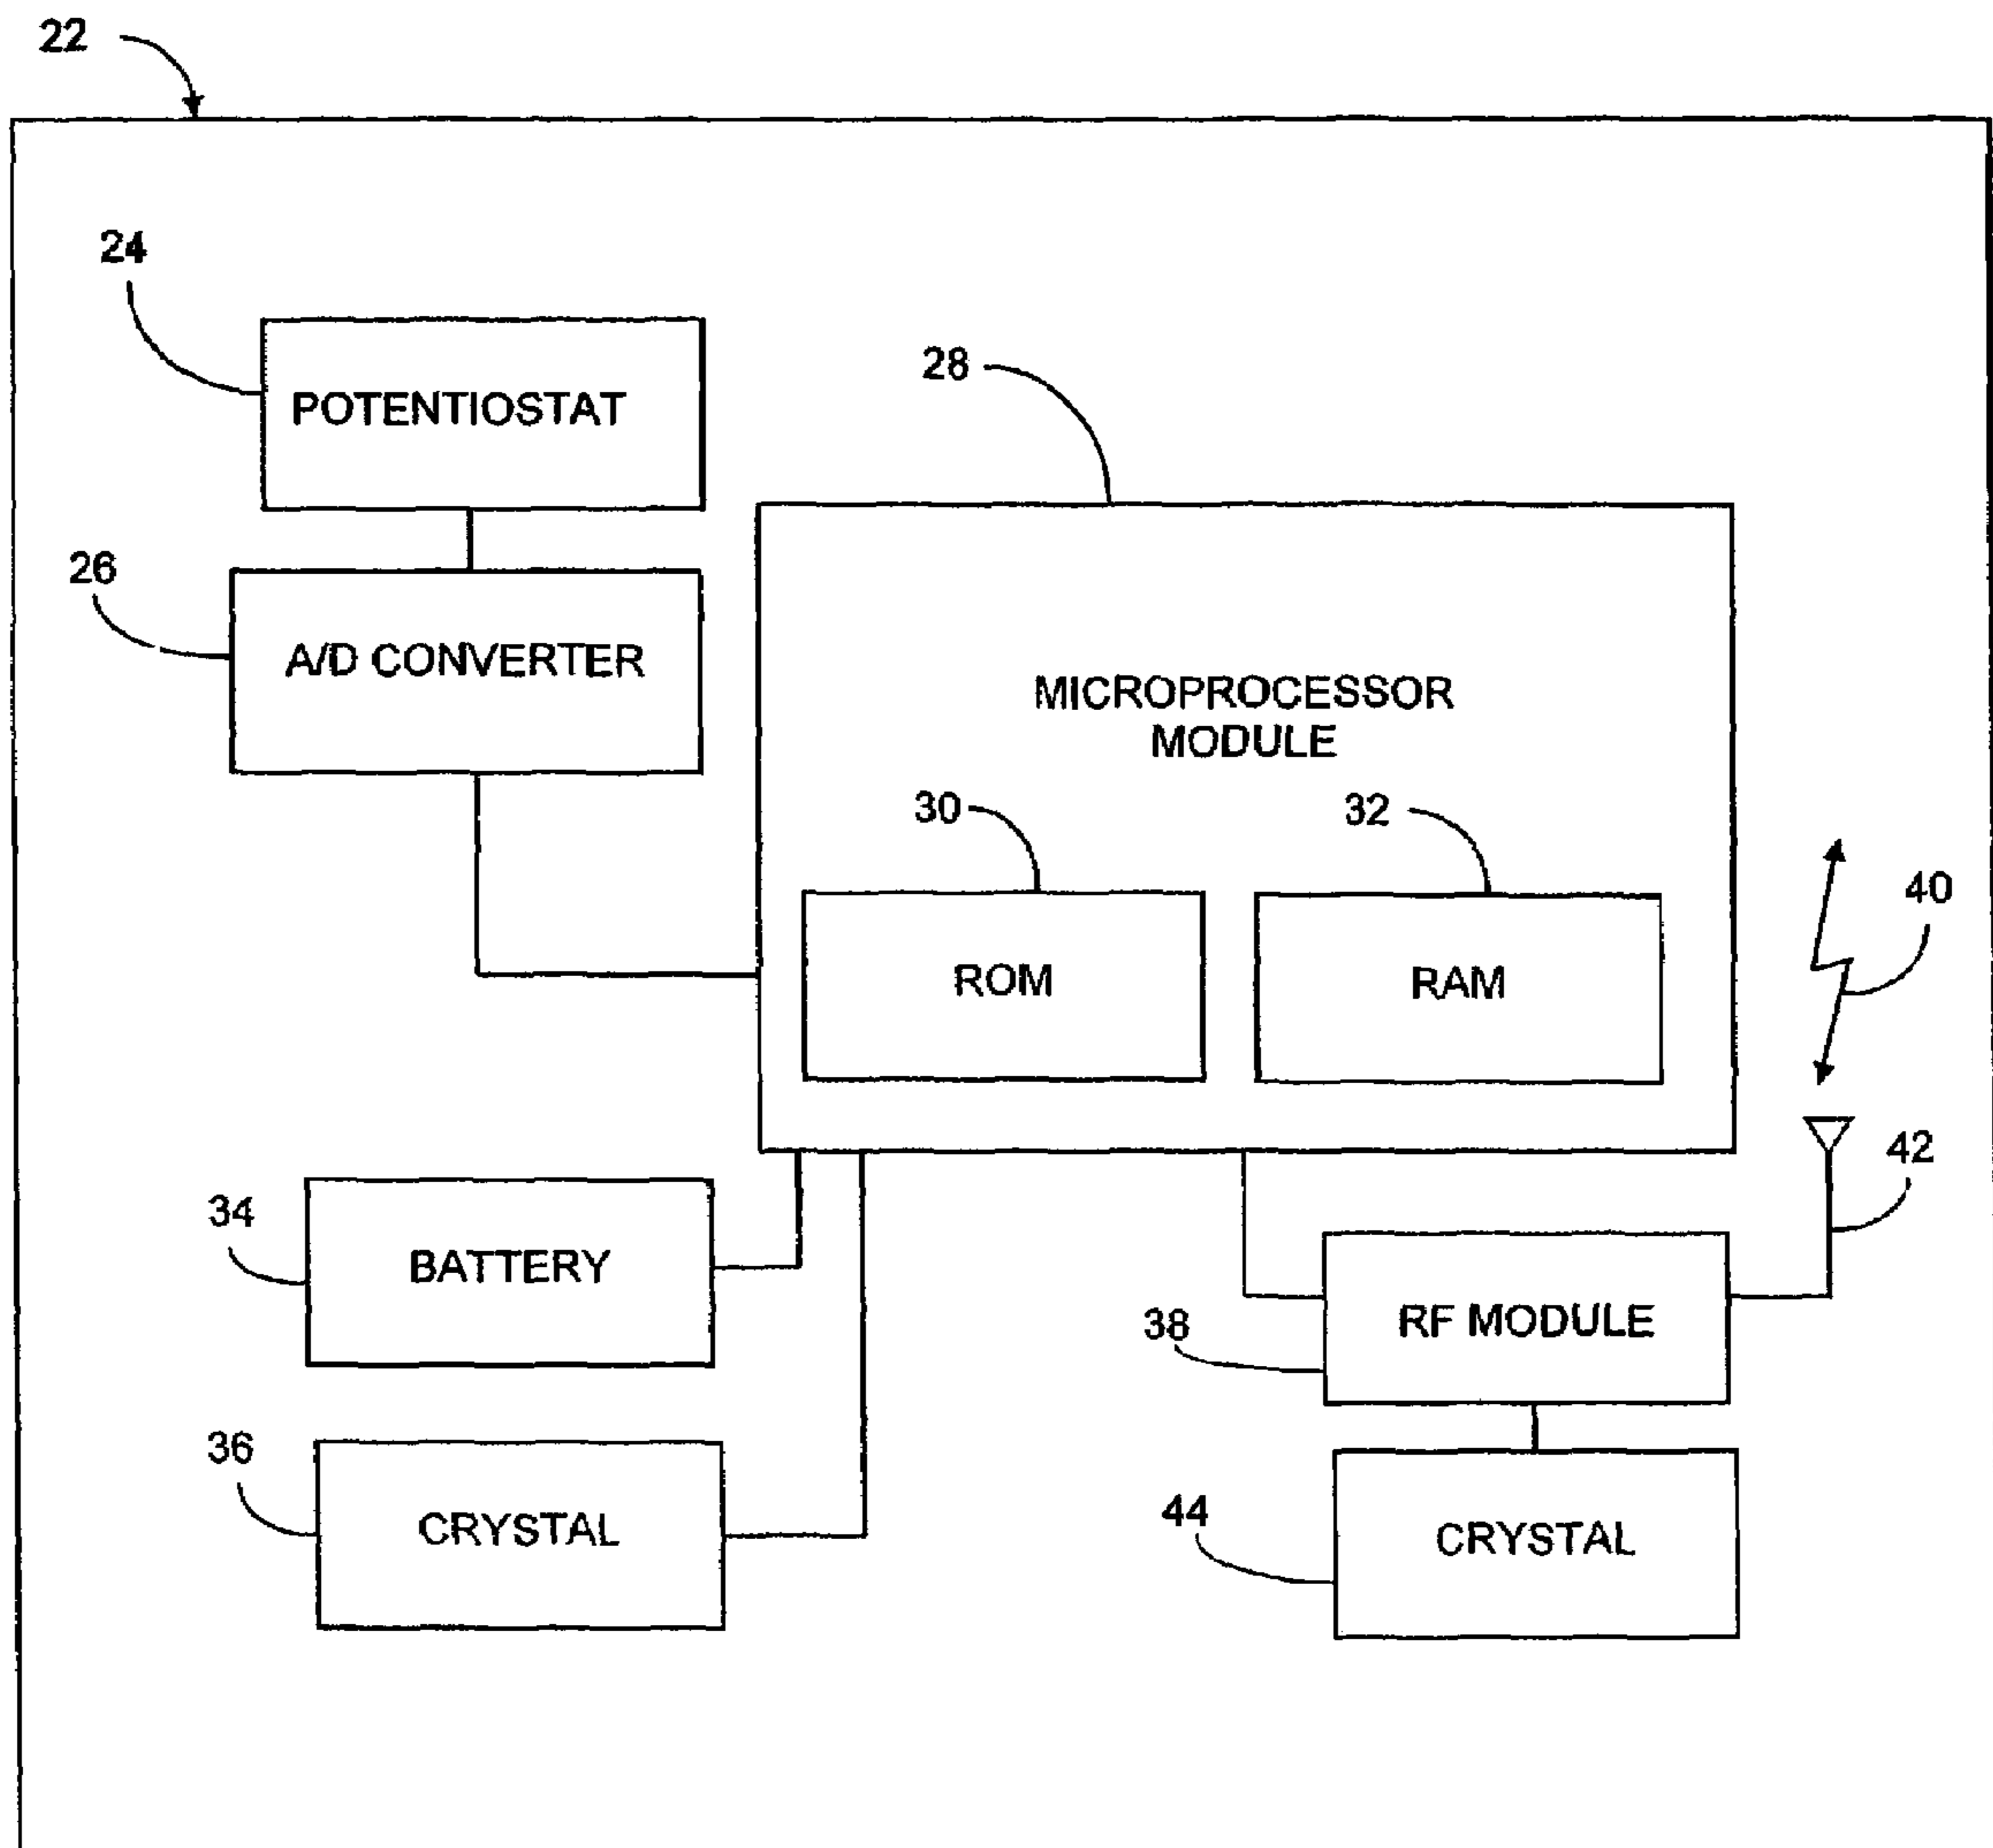 22
24
POTENTIOSTAT
28
26
A/D CONVERTER
MICROPROCESSOR
MODULE
30
32
40
ROM
RAM
42
34
BATTERY
38
RF MODULE
36
CRYSTAL
44
CRYSTAL